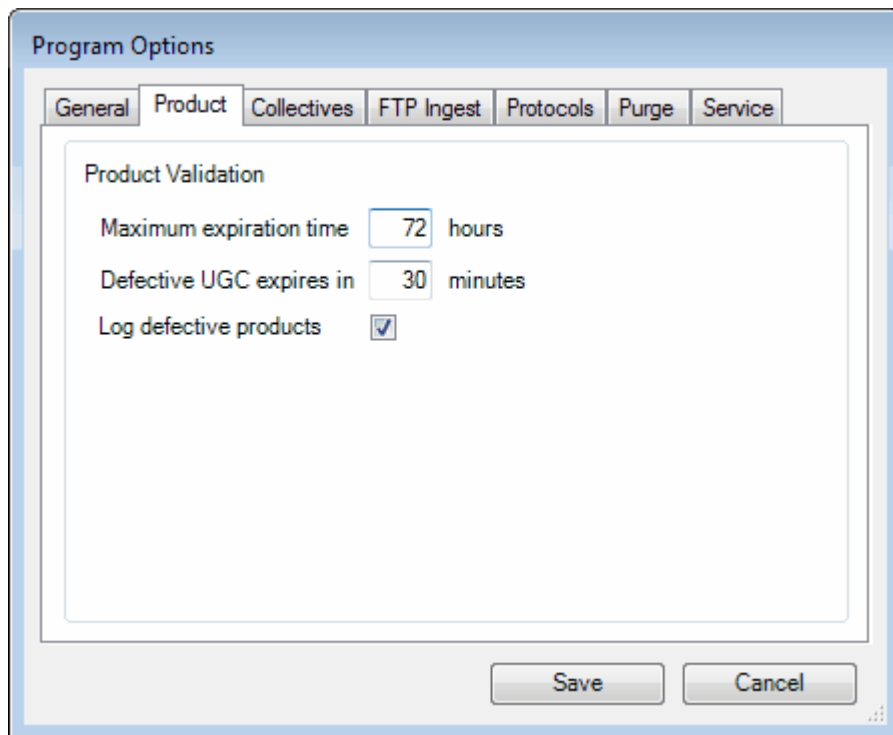 Program Options
General Product Collectives FTP Ingest Protocols Purge Service
Product Validation
Maximum expiration time 72 hours
Defective UGC expires in 30 minutes
Log defective products
Save Cancel